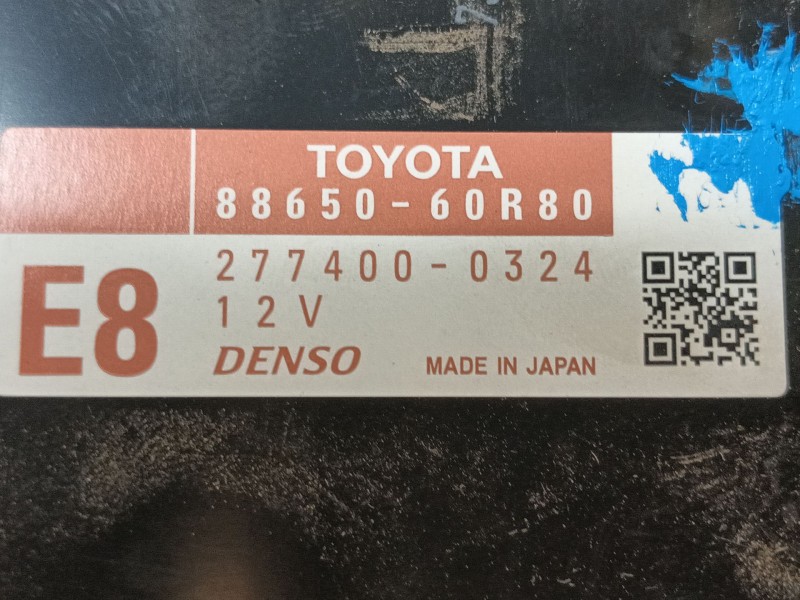 TOYOTA
88650-60R80
E8
277400-0324
12V
DENSO
MADE IN JAPAN